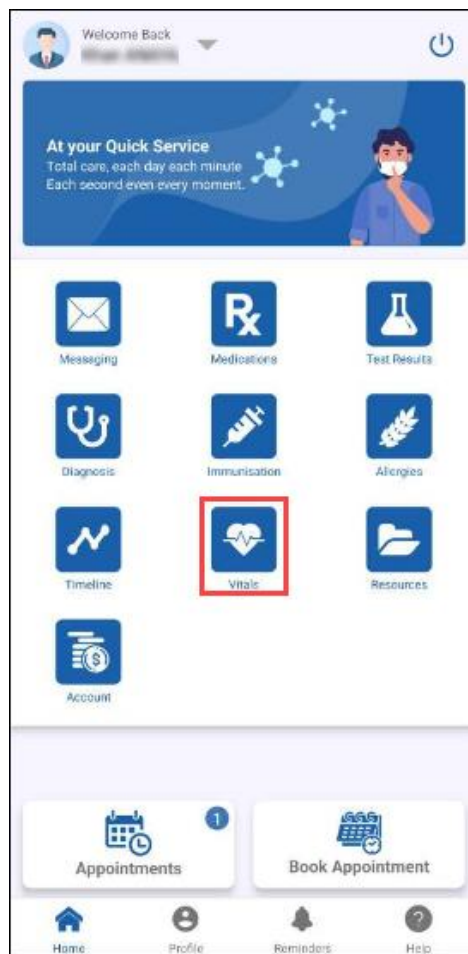 Welcome Back
At your Quick Service
Total care, each day each minute
Each second even every moment.
Messaging
Rx
Medications
Test Results
Diagnosis
Immunisation
Allergies
Timeline
Vitals
Resources
$
Account
1
Appointments
Book Appointment
Home
Profile
Reminders
?
Help